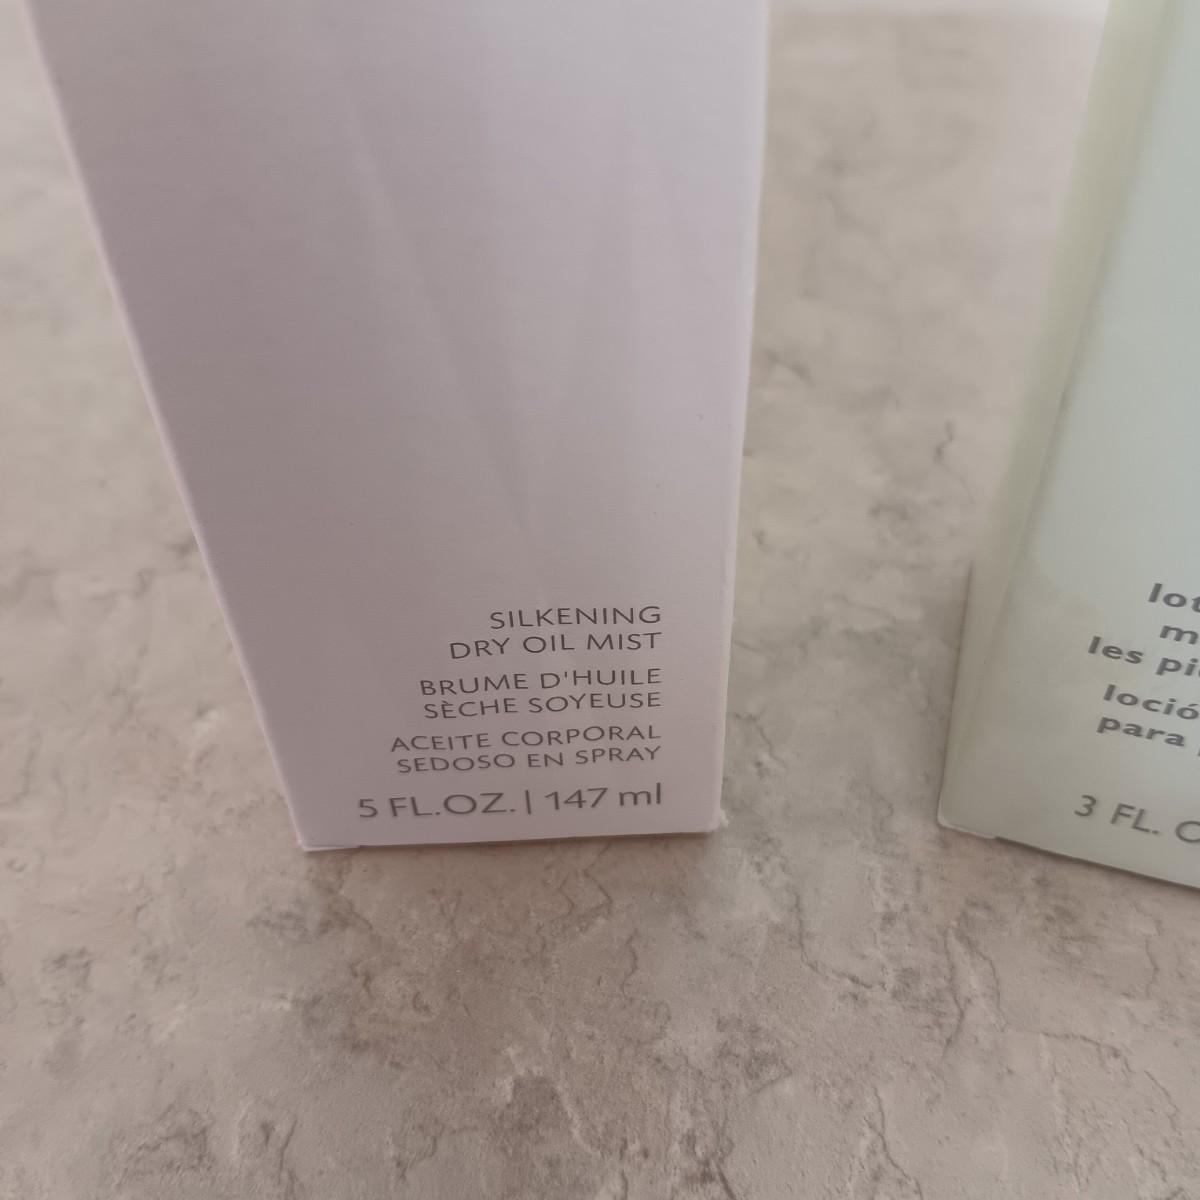 SILKENING
DRY OIL MIST
BRUME D'HUILE
SÈCHE SOYEUSE
ACEITE CORPORAL
SEDOSO EN SPRAY
5 FL.OZ. | 147 ml
les
para
3 FL.